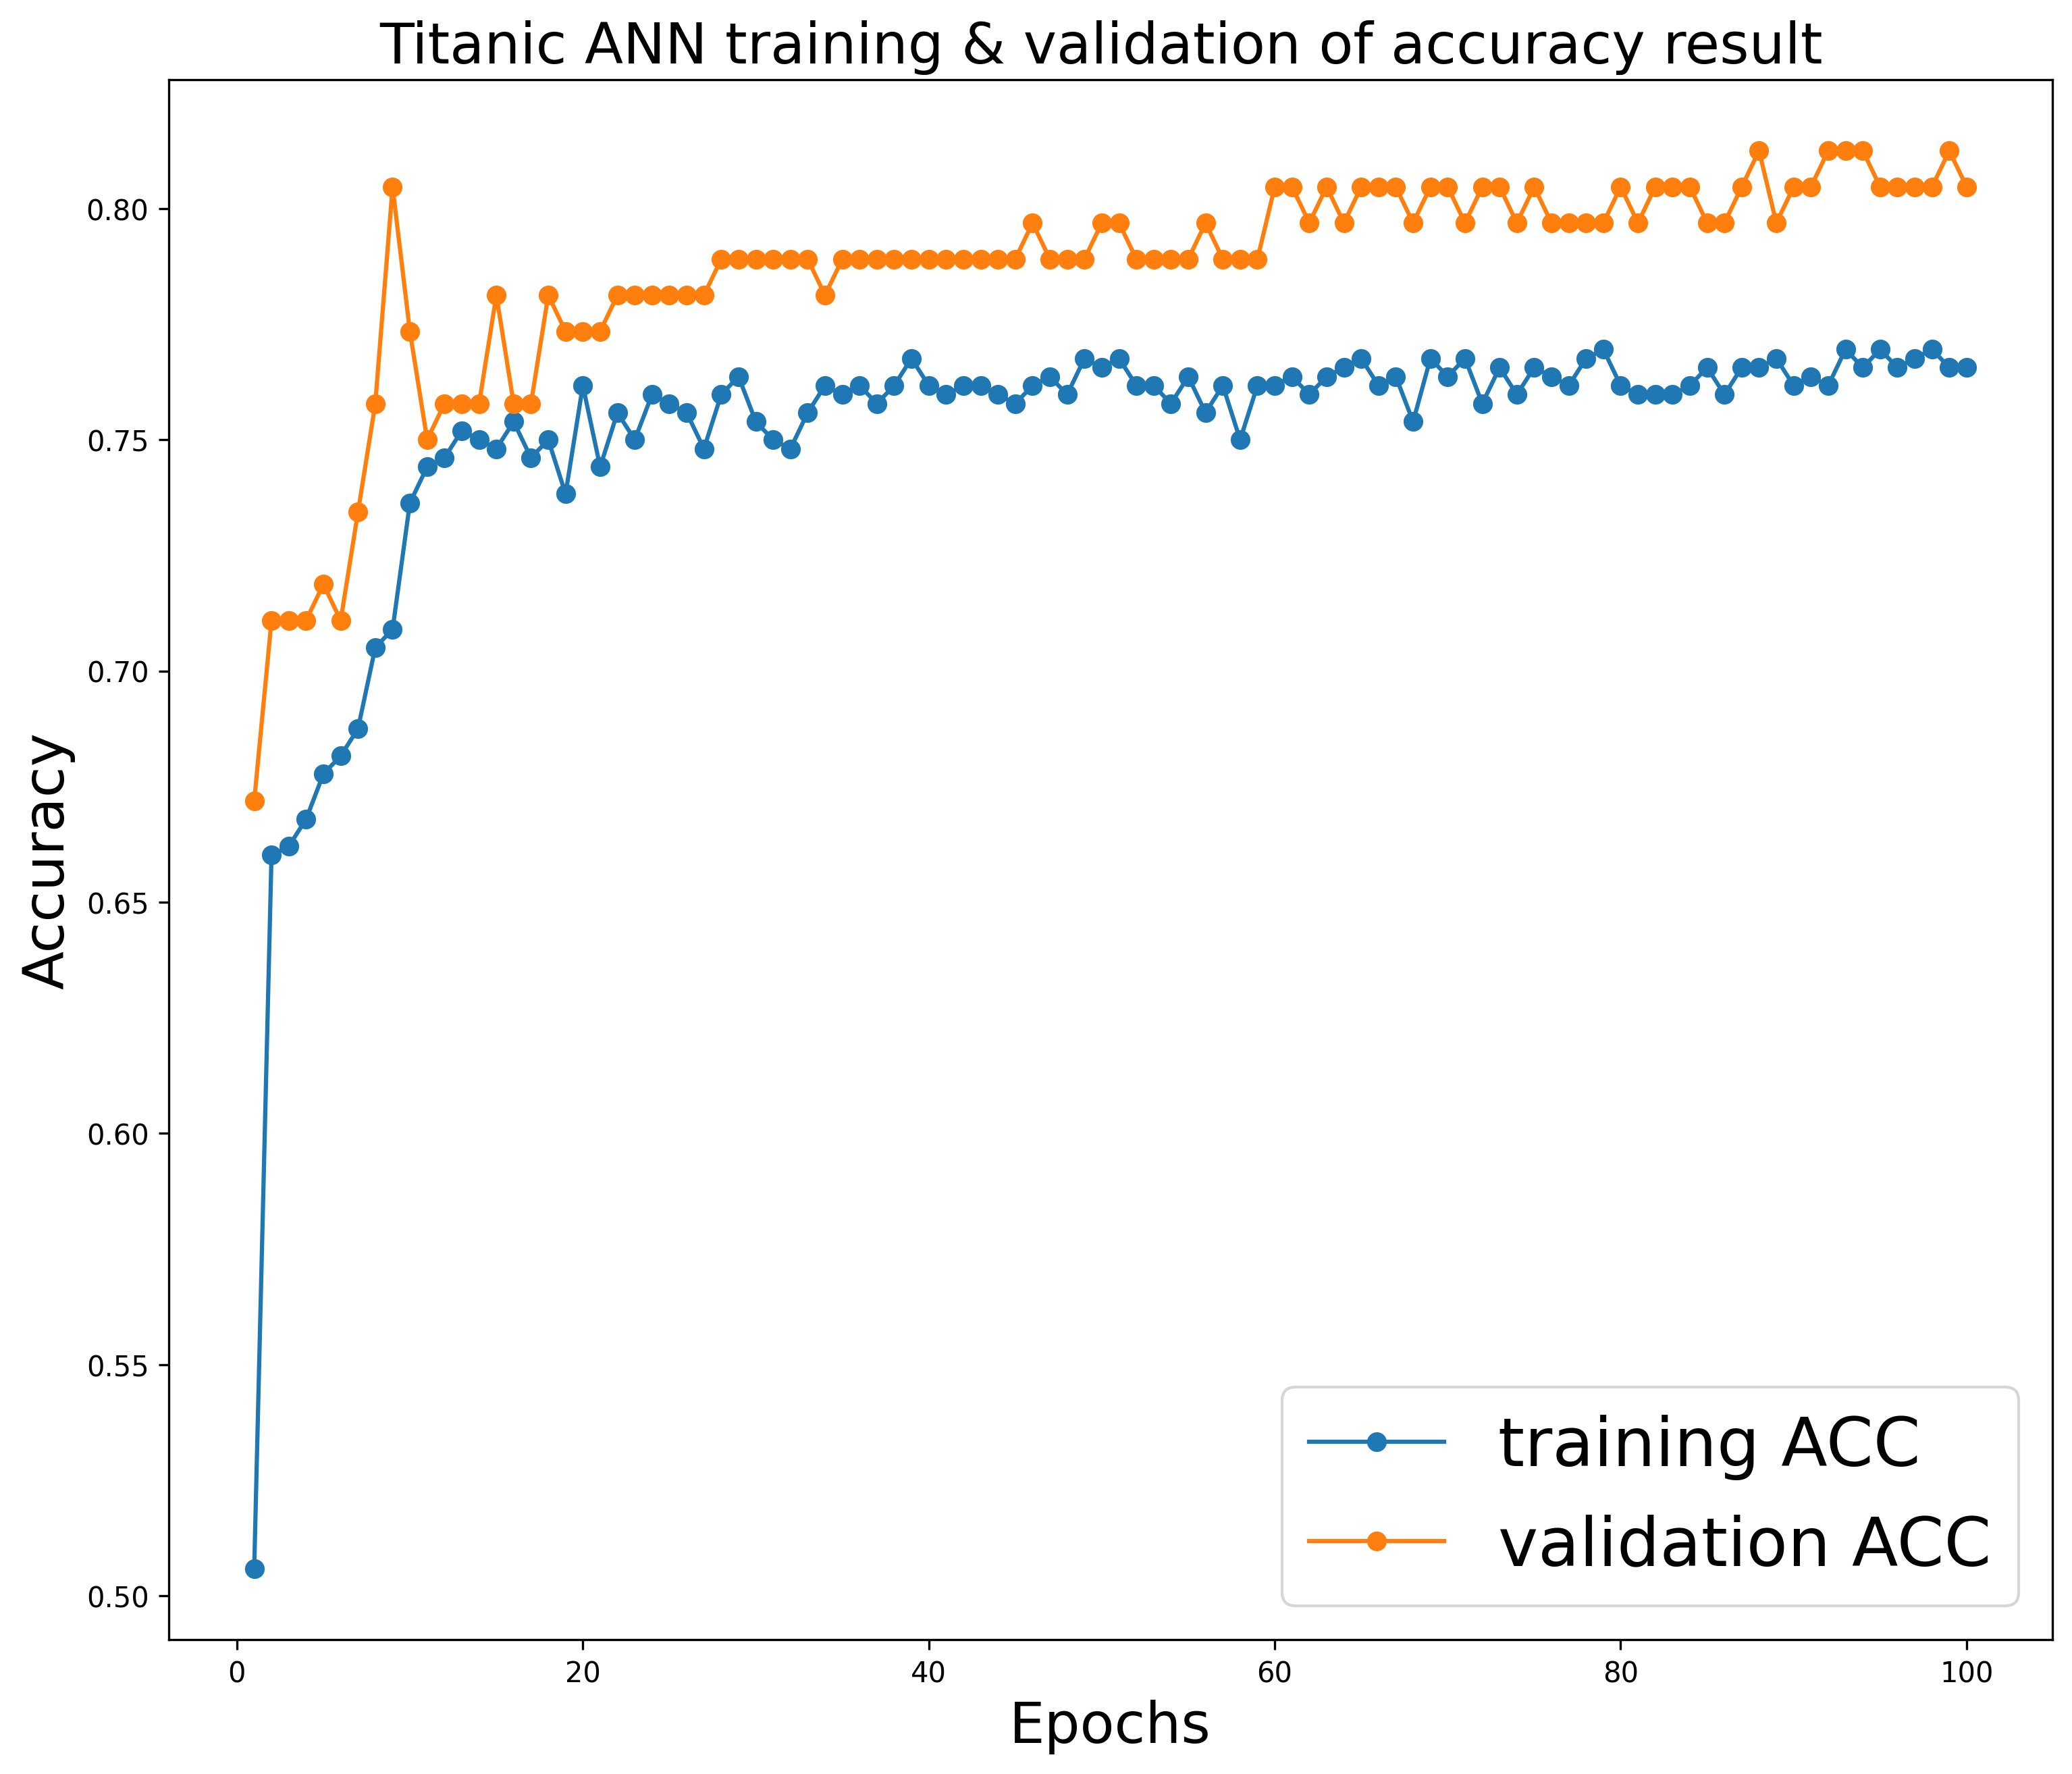 Titanic ANN training & validation of accuracy result
Accuracy
0.80
0.75
0.70
0.65
0.60
0.55
0.50
training ACC
validation ACC
0 20 40 60 80 100
Epochs